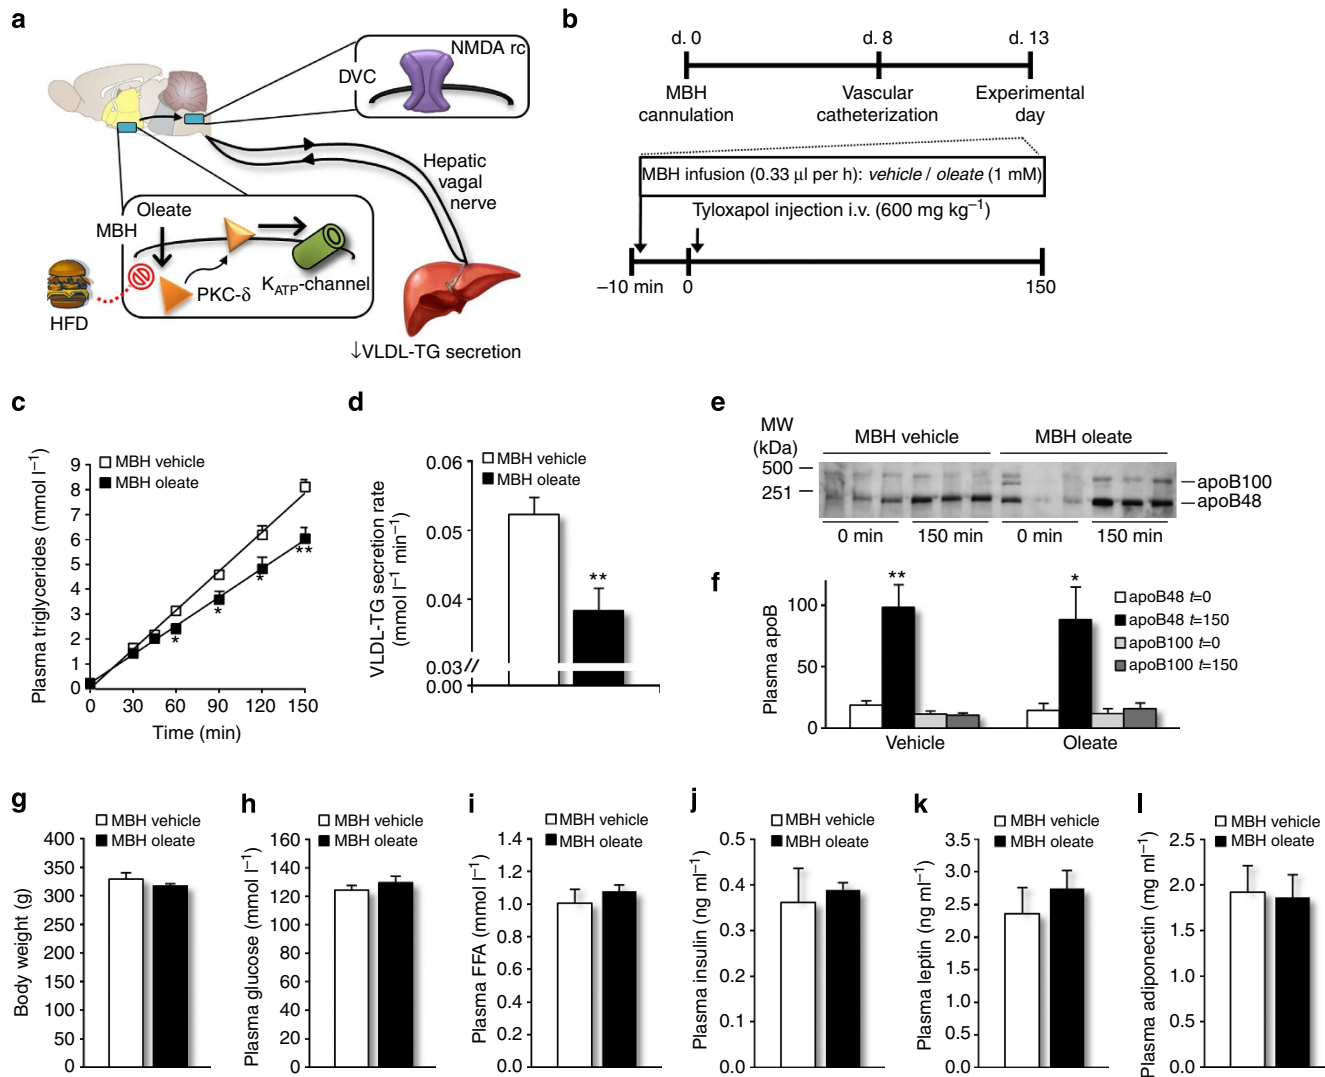 a
NMDA rc
DVC
Hepatic
vagal
nerve
Oleate
MBH
PKC-δ
K_ATP-channel
HFD
↓VLDL-TG secretion
b
d. 0
d. 8
d. 13
MBH
cannulation
Vascular
catheterization
Experimental
day
MBH infusion (0.33 µl per h): vehicle / oleate (1 mM)
Tyloxapol injection i.v. (600 mg kg⁻¹)
–10 min
0
150
c
Plasma triglycerides (mmol l⁻¹)
MBH vehicle
MBH oleate
9
8
7
6
5
4
3
2
1
0
*
*
*
**
0 30 60 90 120 150
Time (min)
d
VLDL-TG secretion rate
(mmol l⁻¹ min⁻¹)
MBH vehicle
MBH oleate
0.06
0.05
0.04
0.03
0.00
**
e
MW
(kDa)
MBH vehicle
MBH oleate
500
251
apoB100
apoB48
0 min
150 min
0 min
150 min
f
Plasma apoB
100
50
0
**
*
Vehicle
Oleate
apoB48 t=0
apoB48 t=150
apoB100 t=0
apoB100 t=150
g
MBH vehicle
MBH oleate
Body weight (g)
400
350
300
250
200
150
100
50
0
h
MBH vehicle
MBH oleate
Plasma glucose (mmol l⁻¹)
160
140
120
100
80
60
40
20
0
i
MBH vehicle
MBH oleate
Plasma FFA (mmol l⁻¹)
1.4
1.2
1.0
0.8
0.6
0.4
0.2
0.0
j
MBH vehicle
MBH oleate
Plasma insulin (ng ml⁻¹)
0.5
0.4
0.3
0.2
0.1
0.0
k
MBH vehicle
MBH oleate
Plasma leptin (ng ml⁻¹)
3.5
3.0
2.5
2.0
1.5
1.0
0.5
0.0
l
MBH vehicle
MBH oleate
Plasma adiponectin (mg ml⁻¹)
2.5
2.0
1.5
1.0
0.5
0.0